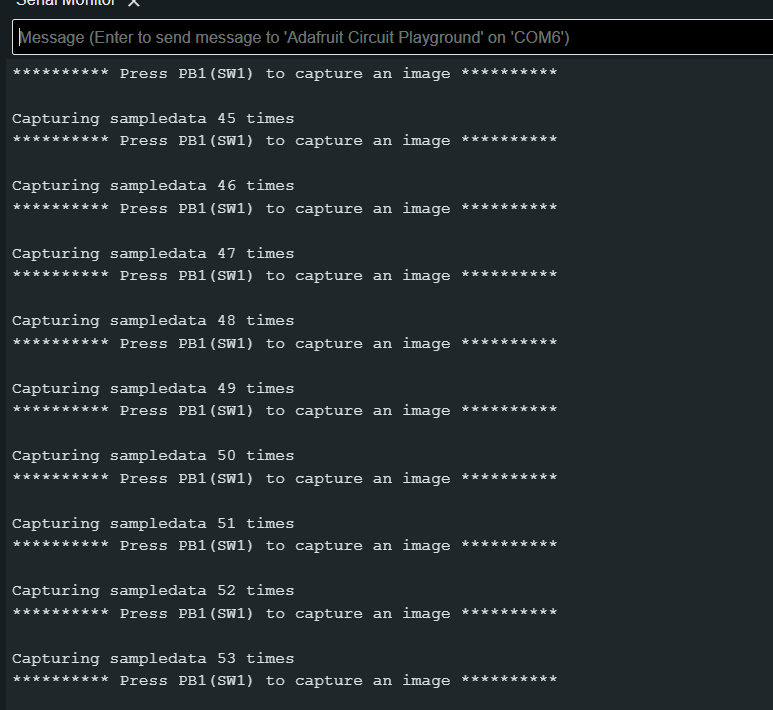 Serial Monitor ×
Message (Enter to send message to 'Adafruit Circuit Playground' on 'COM6')
********** Press PB1(SW1) to capture an image **********
Capturing sampledata 45 times
********** Press PB1(SW1) to capture an image **********
Capturing sampledata 46 times
********** Press PB1(SW1) to capture an image **********
Capturing sampledata 47 times
********** Press PB1(SW1) to capture an image **********
Capturing sampledata 48 times
********** Press PB1(SW1) to capture an image **********
Capturing sampledata 49 times
********** Press PB1(SW1) to capture an image **********
Capturing sampledata 50 times
********** Press PB1(SW1) to capture an image **********
Capturing sampledata 51 times
********** Press PB1(SW1) to capture an image **********
Capturing sampledata 52 times
********** Press PB1(SW1) to capture an image **********
Capturing sampledata 53 times
********** Press PB1(SW1) to capture an image **********